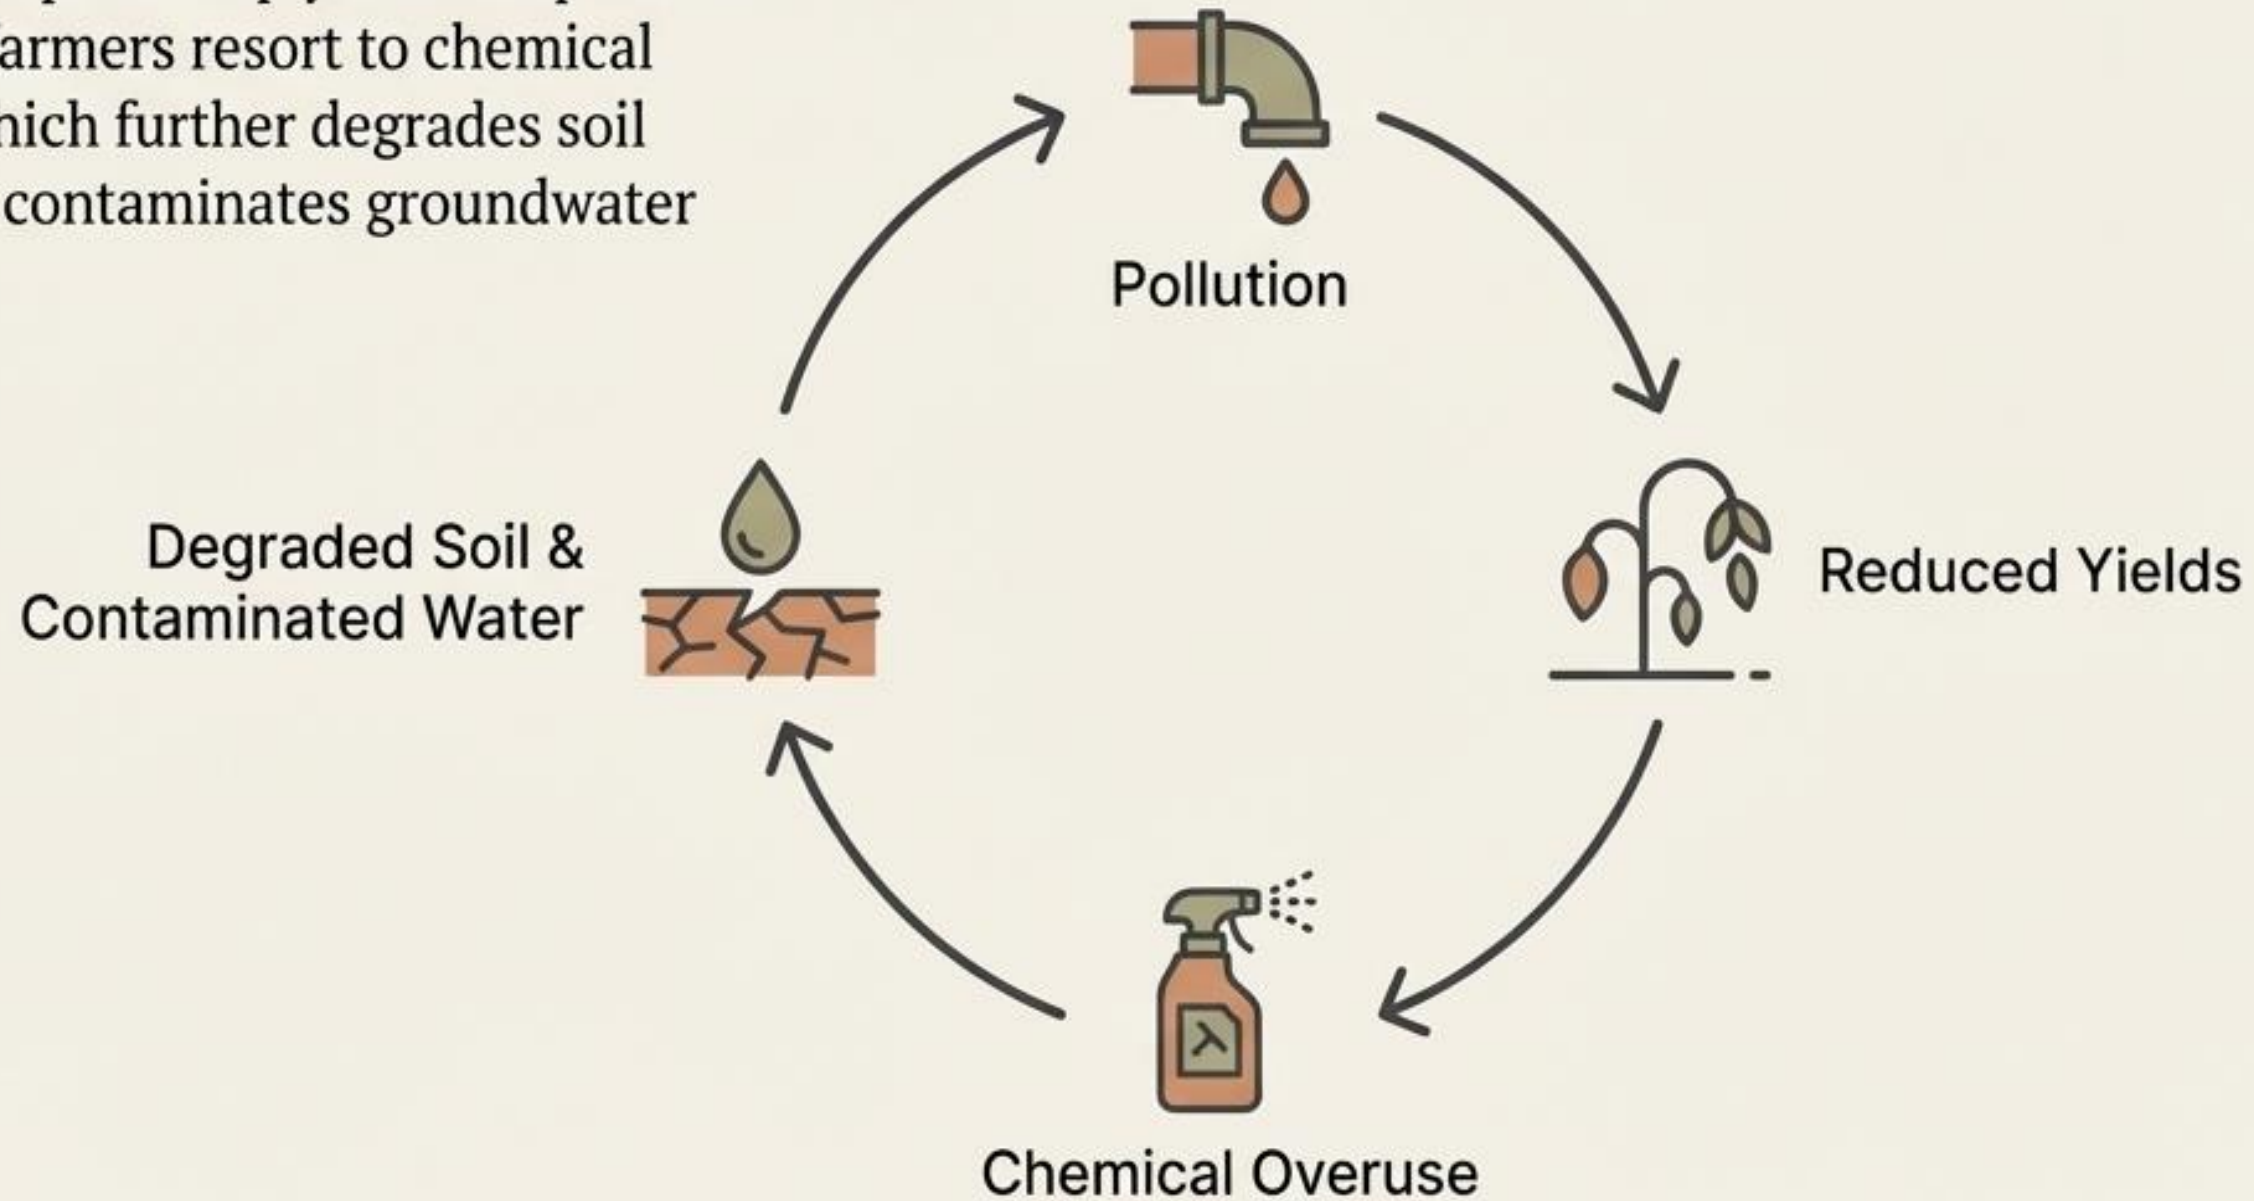 armers resort to chemical
hich further degrades soil
contaminates groundwater
Pollution
Degraded Soil &
Contaminated Water
Reduced Yields
Chemical Overuse